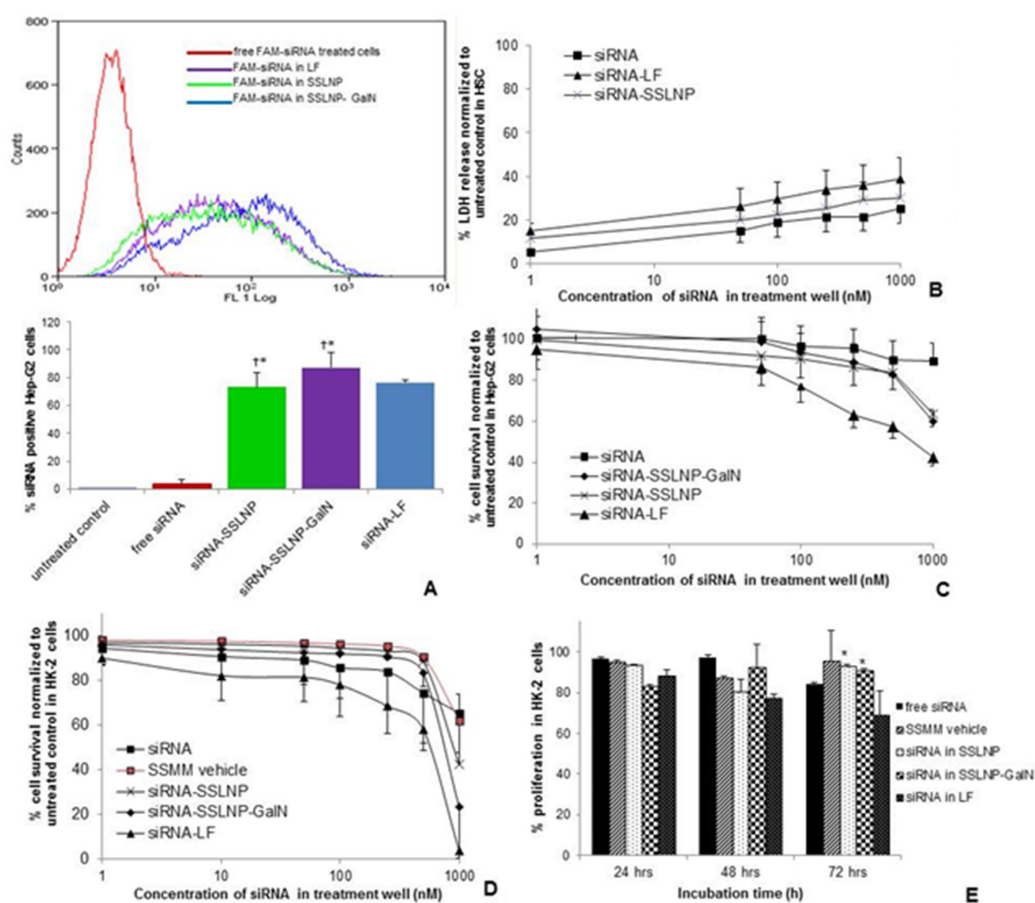 800
600
400
200
0
Counts
free FAM-siRNA treated cells
FAM-siRNA in LF
FAM-siRNA in SSLNP
FAM-siRNA in SSLNP- GalN
10⁰ 10¹ 10² 10³ 10⁴
FL 1 Log
% siRNA positive Hep-G2 cells
120
100
80
60
40
20
0
†*
†*
untreated control
free siRNA
siRNA-SSLNP
siRNA-SSLNP-GalN
siRNA-LF
A
% LDH release normalized to
untreated control in HSC
100
80
60
40
20
0
siRNA
siRNA-LF
siRNA-SSLNP
1 10 100 1000
Concentration of siRNA in treatment well (nM)
B
% cell survival normalized to
untreated control in Hep-G2
100
80
60
40
20
0
siRNA
siRNA-SSLNP-GalN
siRNA-SSLNP
siRNA-LF
1 10 100 1000
Concentration of siRNA in treatment well (nM)
C
% cell survival normalized to
untreated control in HK-2 cells
100
80
60
40
20
0
siRNA
SSMM vehicle
siRNA-SSLNP
siRNA-SSLNP-GalN
siRNA-LF
1 10 100 1000
Concentration of siRNA in treatment well (nM)
D
% proliferation in HK-2 cells
100
80
60
40
20
0
*
*
free siRNA
SSMM vehicle
siRNA in SSLNP
siRNA in SSLNP-GalN
siRNA in LF
24 hrs 48 hrs 72 hrs
Incubation time (h)
E